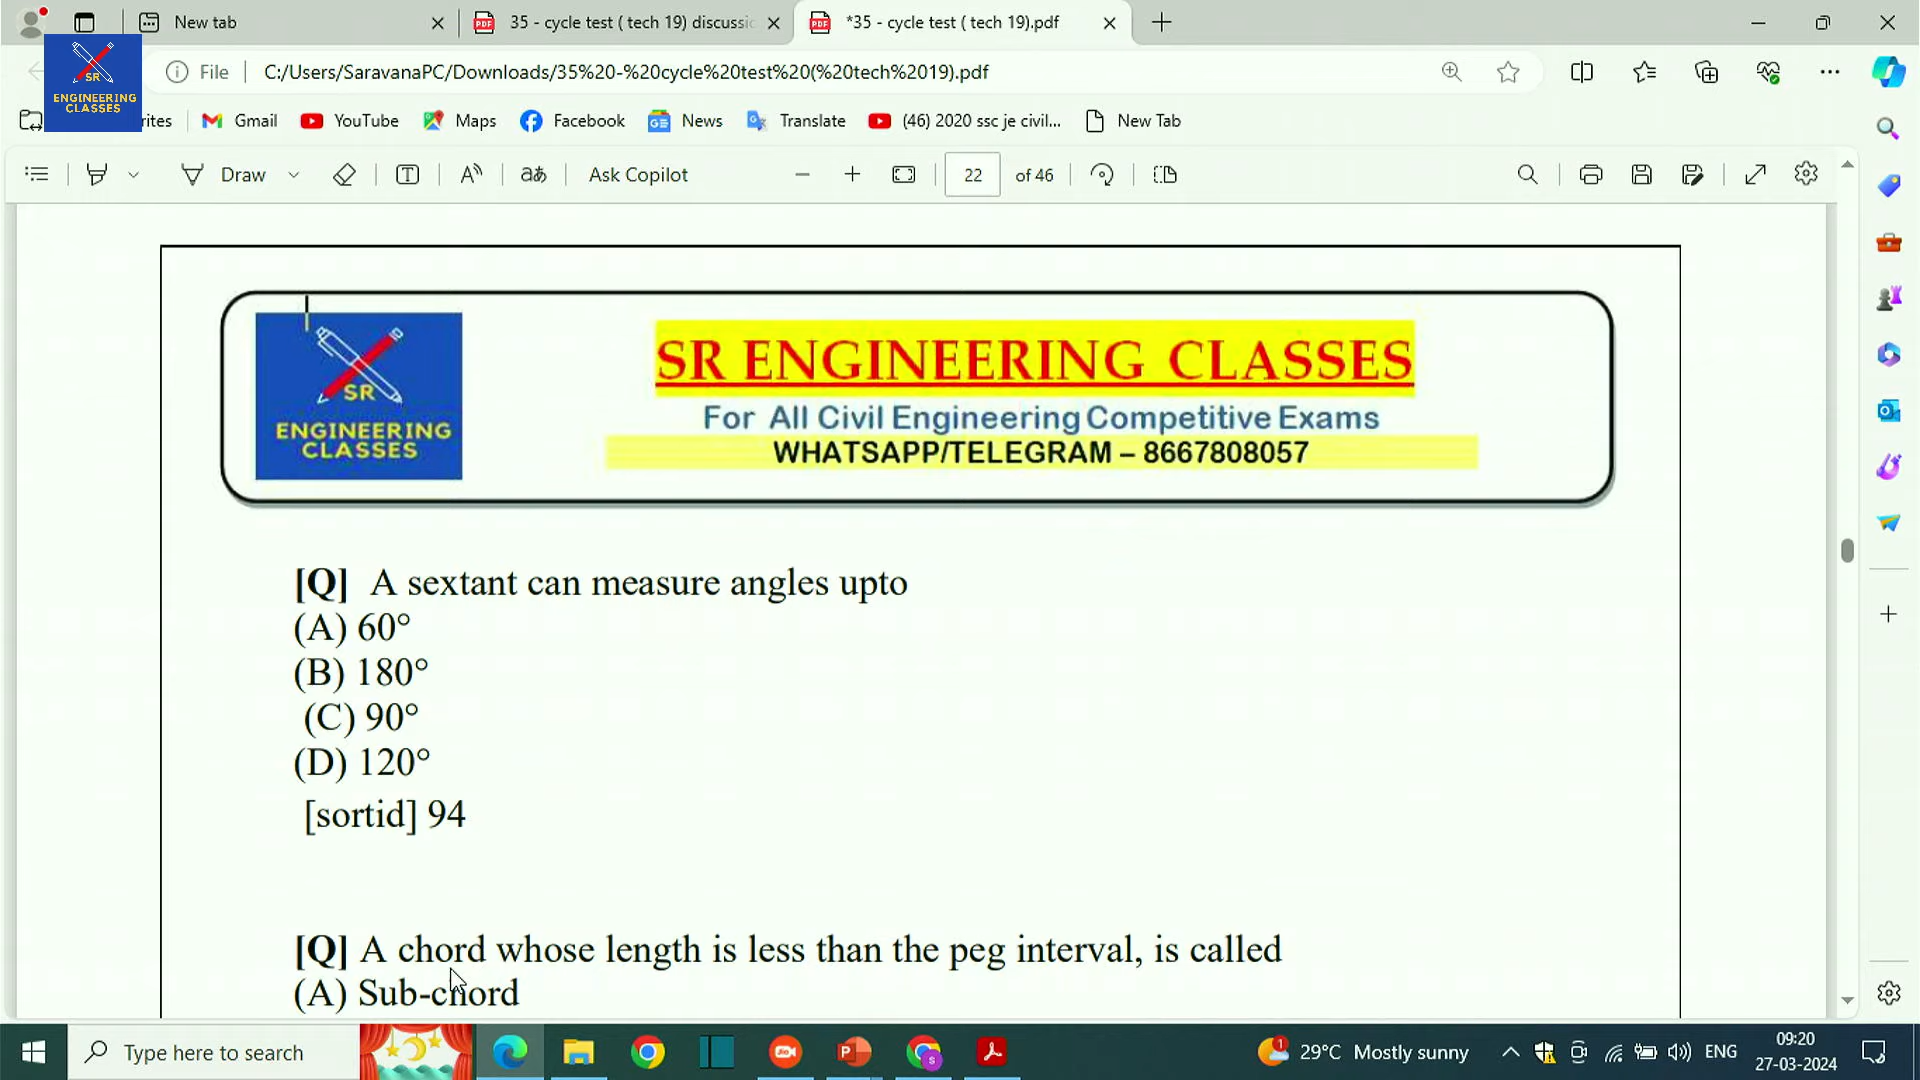 New tab
35 - cycle test ( tech 19) discussio
*35 - cycle test ( tech 19).pdf
SR
ENGINEERING
CLASSES
File
C:/Users/SaravanaPC/Downloads/35%20-%20cycle%20test%20(%20tech%2019).pdf
rites
Gmail
YouTube
Maps
Facebook
News
Translate
(46) 2020 ssc je civil...
New Tab
Draw
Ask Copilot
22
of 46
SR
ENGINEERING
CLASSES
SR ENGINEERING CLASSES
For All Civil Engineering Competitive Exams
WHATSAPP/TELEGRAM – 8667808057
[Q] A sextant can measure angles upto
(A) 60°
(B) 180°
(C) 90°
(D) 120°
[sortid] 94
[Q] A chord whose length is less than the peg interval, is called
(A) Sub-chord
Type here to search
29°C Mostly sunny
ENG
09:20
27-03-2024